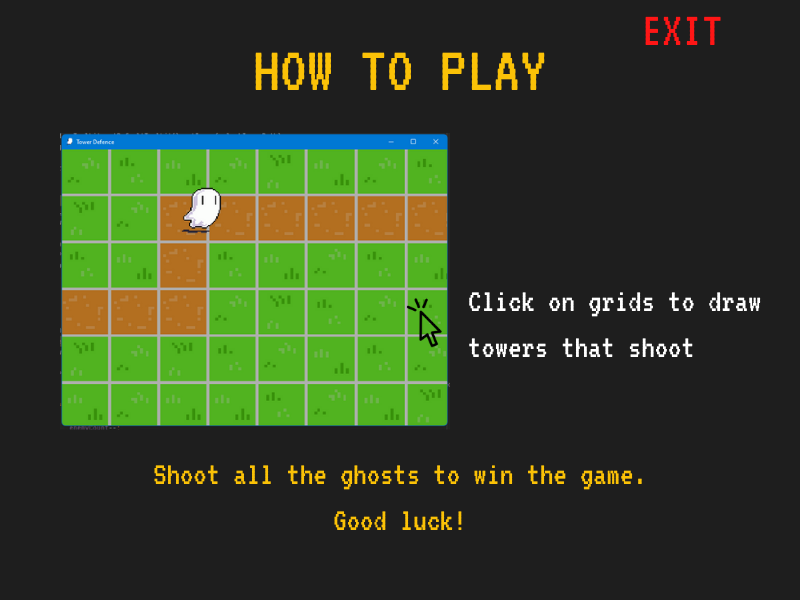 EXIT
HOW TO PLAY
Tower Defence
Click on grids to draw
towers that shoot
Shoot all the ghosts to win the game.
Good luck!